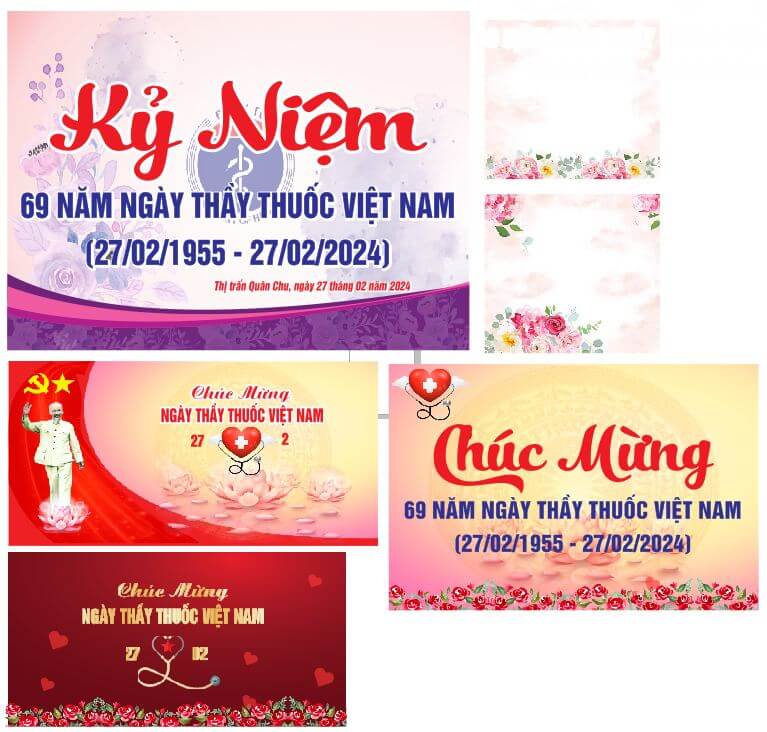 Kỷ Niệm
69 NĂM NGÀY THẦY THUỐC VIỆT NAM
(27/02/1955 - 27/02/2024)
Thị trấn Quân Chu, ngày 27 tháng 02 năm 2024
Chúc Mừng
NGÀY THẦY THUỐC VIỆT NAM
27 2
Chúc Mừng
69 NĂM NGÀY THẦY THUỐC VIỆT NAM
(27/02/1955 - 27/02/2024)
Chúc Mừng
NGÀY THẦY THUỐC VIỆT NAM
27 02